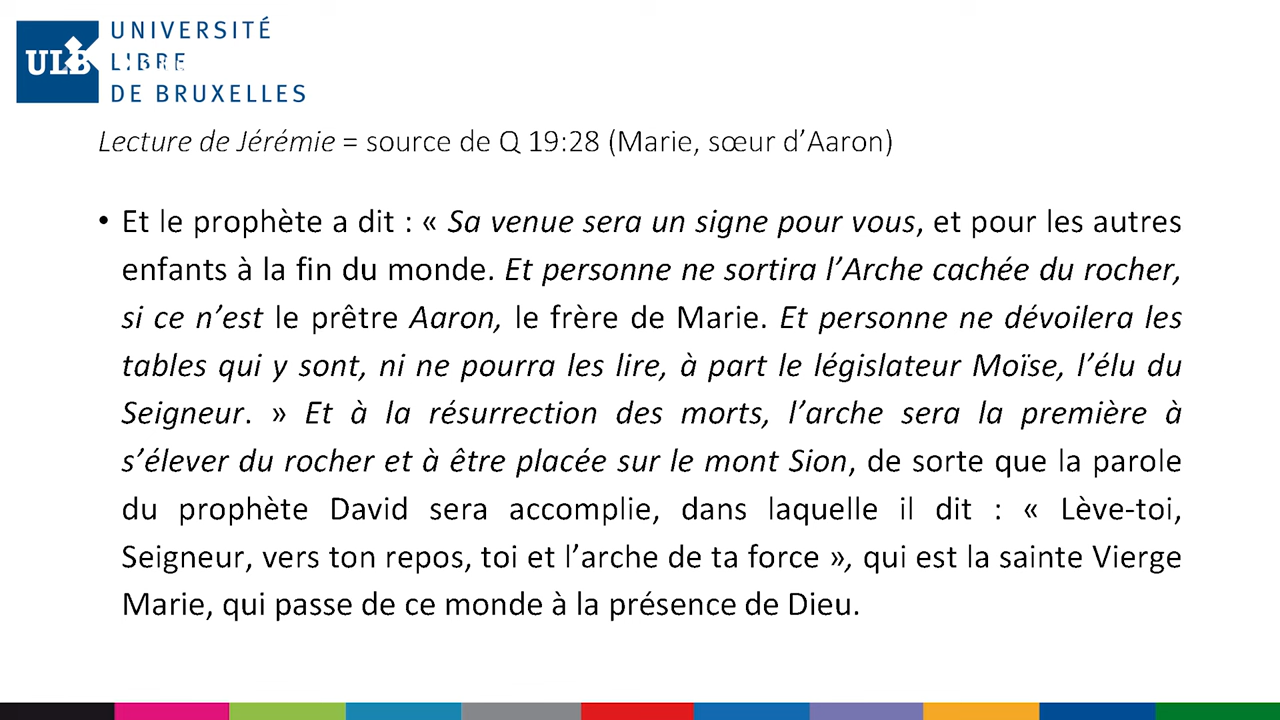 UNIVERSITÉ
ULB LIBRE
DE BRUXELLES
Lecture de Jérémie = source de Q 19:28 (Marie, sœur d’Aaron)
• Et le prophète a dit : « Sa venue sera un signe pour vous, et pour les autres
enfants à la fin du monde. Et personne ne sortira l’Arche cachée du rocher,
si ce n’est le prêtre Aaron, le frère de Marie. Et personne ne dévoilera les
tables qui y sont, ni ne pourra les lire, à part le législateur Moïse, l’élu du
Seigneur. » Et à la résurrection des morts, l’arche sera la première à
s’élever du rocher et à être placée sur le mont Sion, de sorte que la parole
du prophète David sera accomplie, dans laquelle il dit : « Lève-toi,
Seigneur, vers ton repos, toi et l’arche de ta force », qui est la sainte Vierge
Marie, qui passe de ce monde à la présence de Dieu.